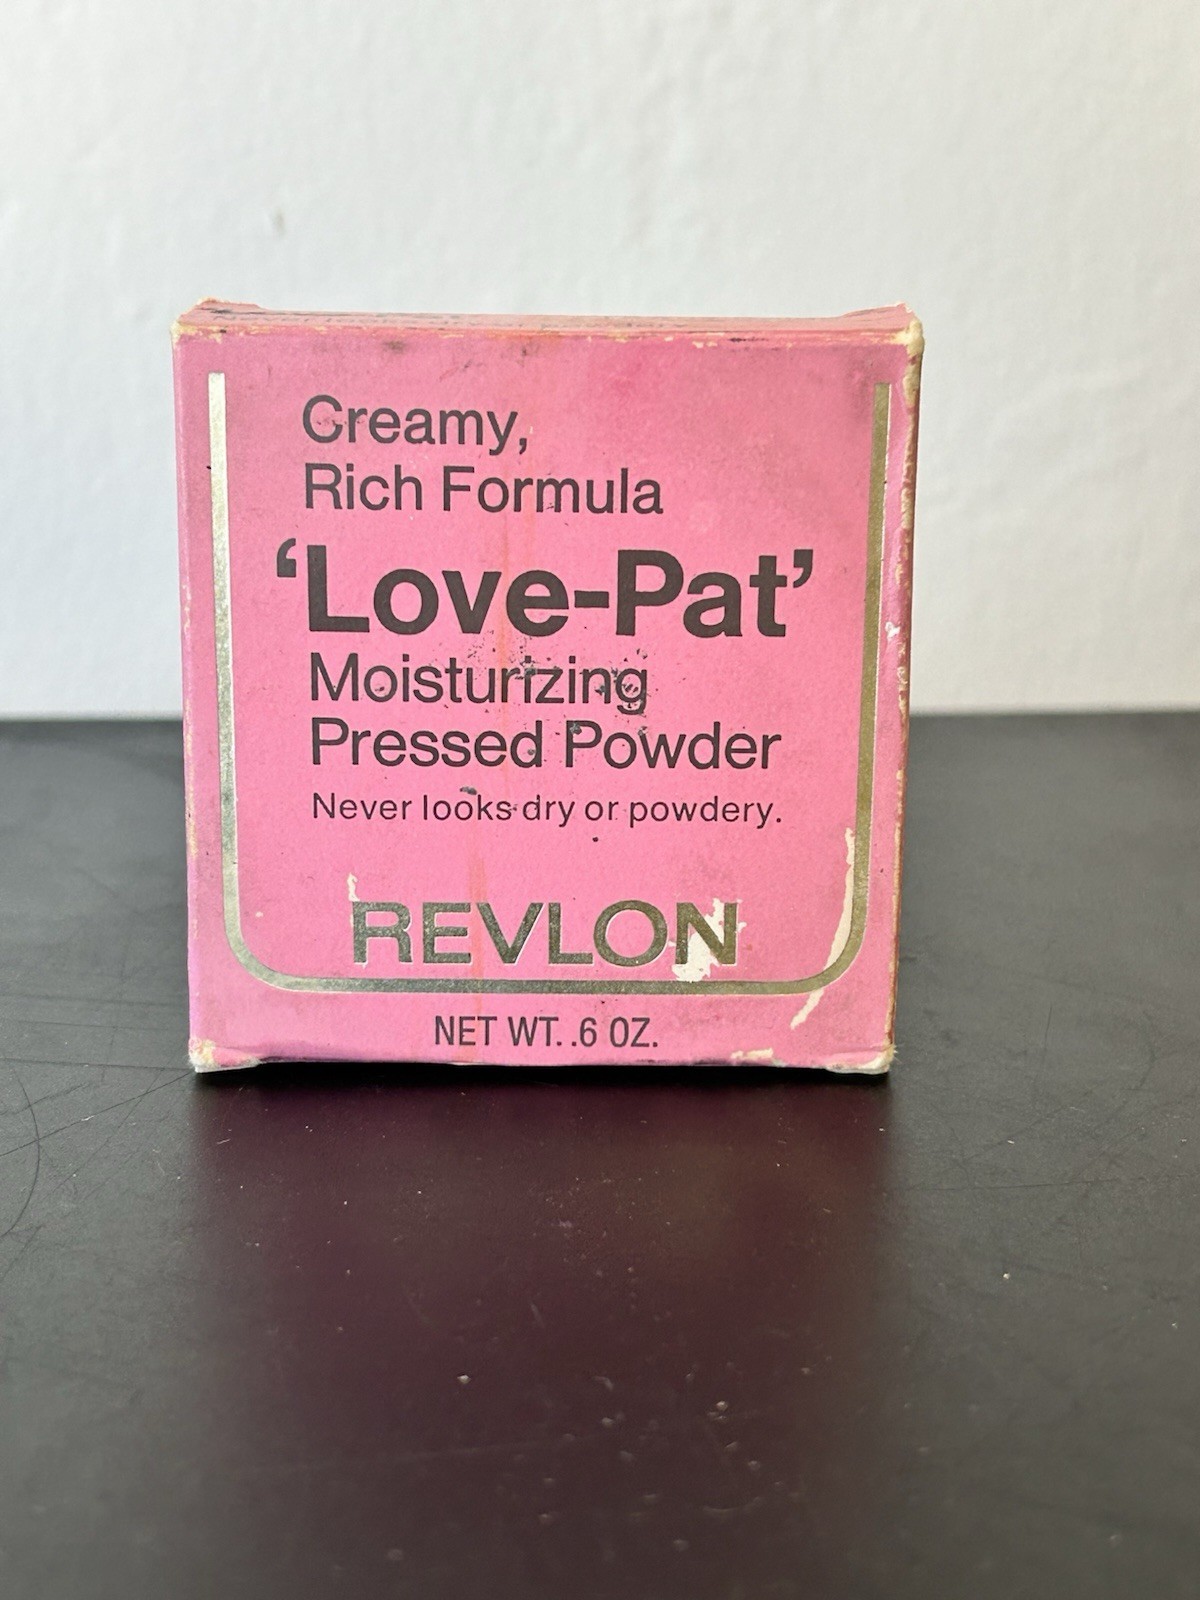 Creamy,
Rich Formula
‘Love-Pat’
Moisturizing
Pressed Powder
Never looks dry or powdery.
REVLON
NET WT. .6 OZ.